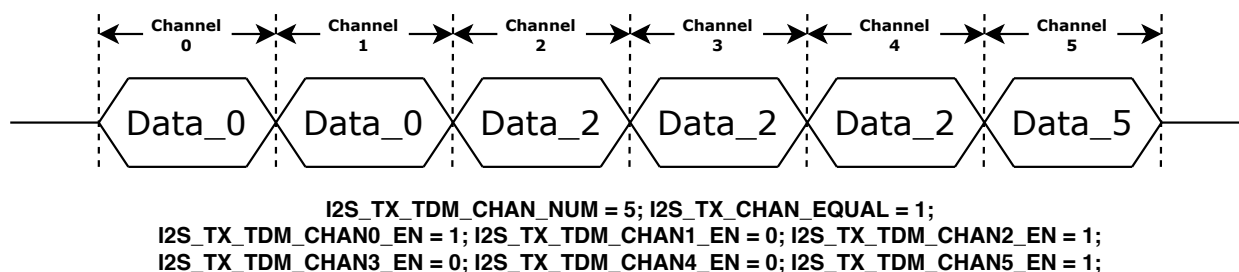 Channel 0
Channel 1
Channel 2
Channel 3
Channel 4
Channel 5
Data_0
Data_0
Data_2
Data_2
Data_2
Data_5
I2S_TX_TDM_CHAN_NUM = 5; I2S_TX_CHAN_EQUAL = 1;
I2S_TX_TDM_CHAN0_EN = 1; I2S_TX_TDM_CHAN1_EN = 0; I2S_TX_TDM_CHAN2_EN = 1;
I2S_TX_TDM_CHAN3_EN = 0; I2S_TX_TDM_CHAN4_EN = 0; I2S_TX_TDM_CHAN5_EN = 1;